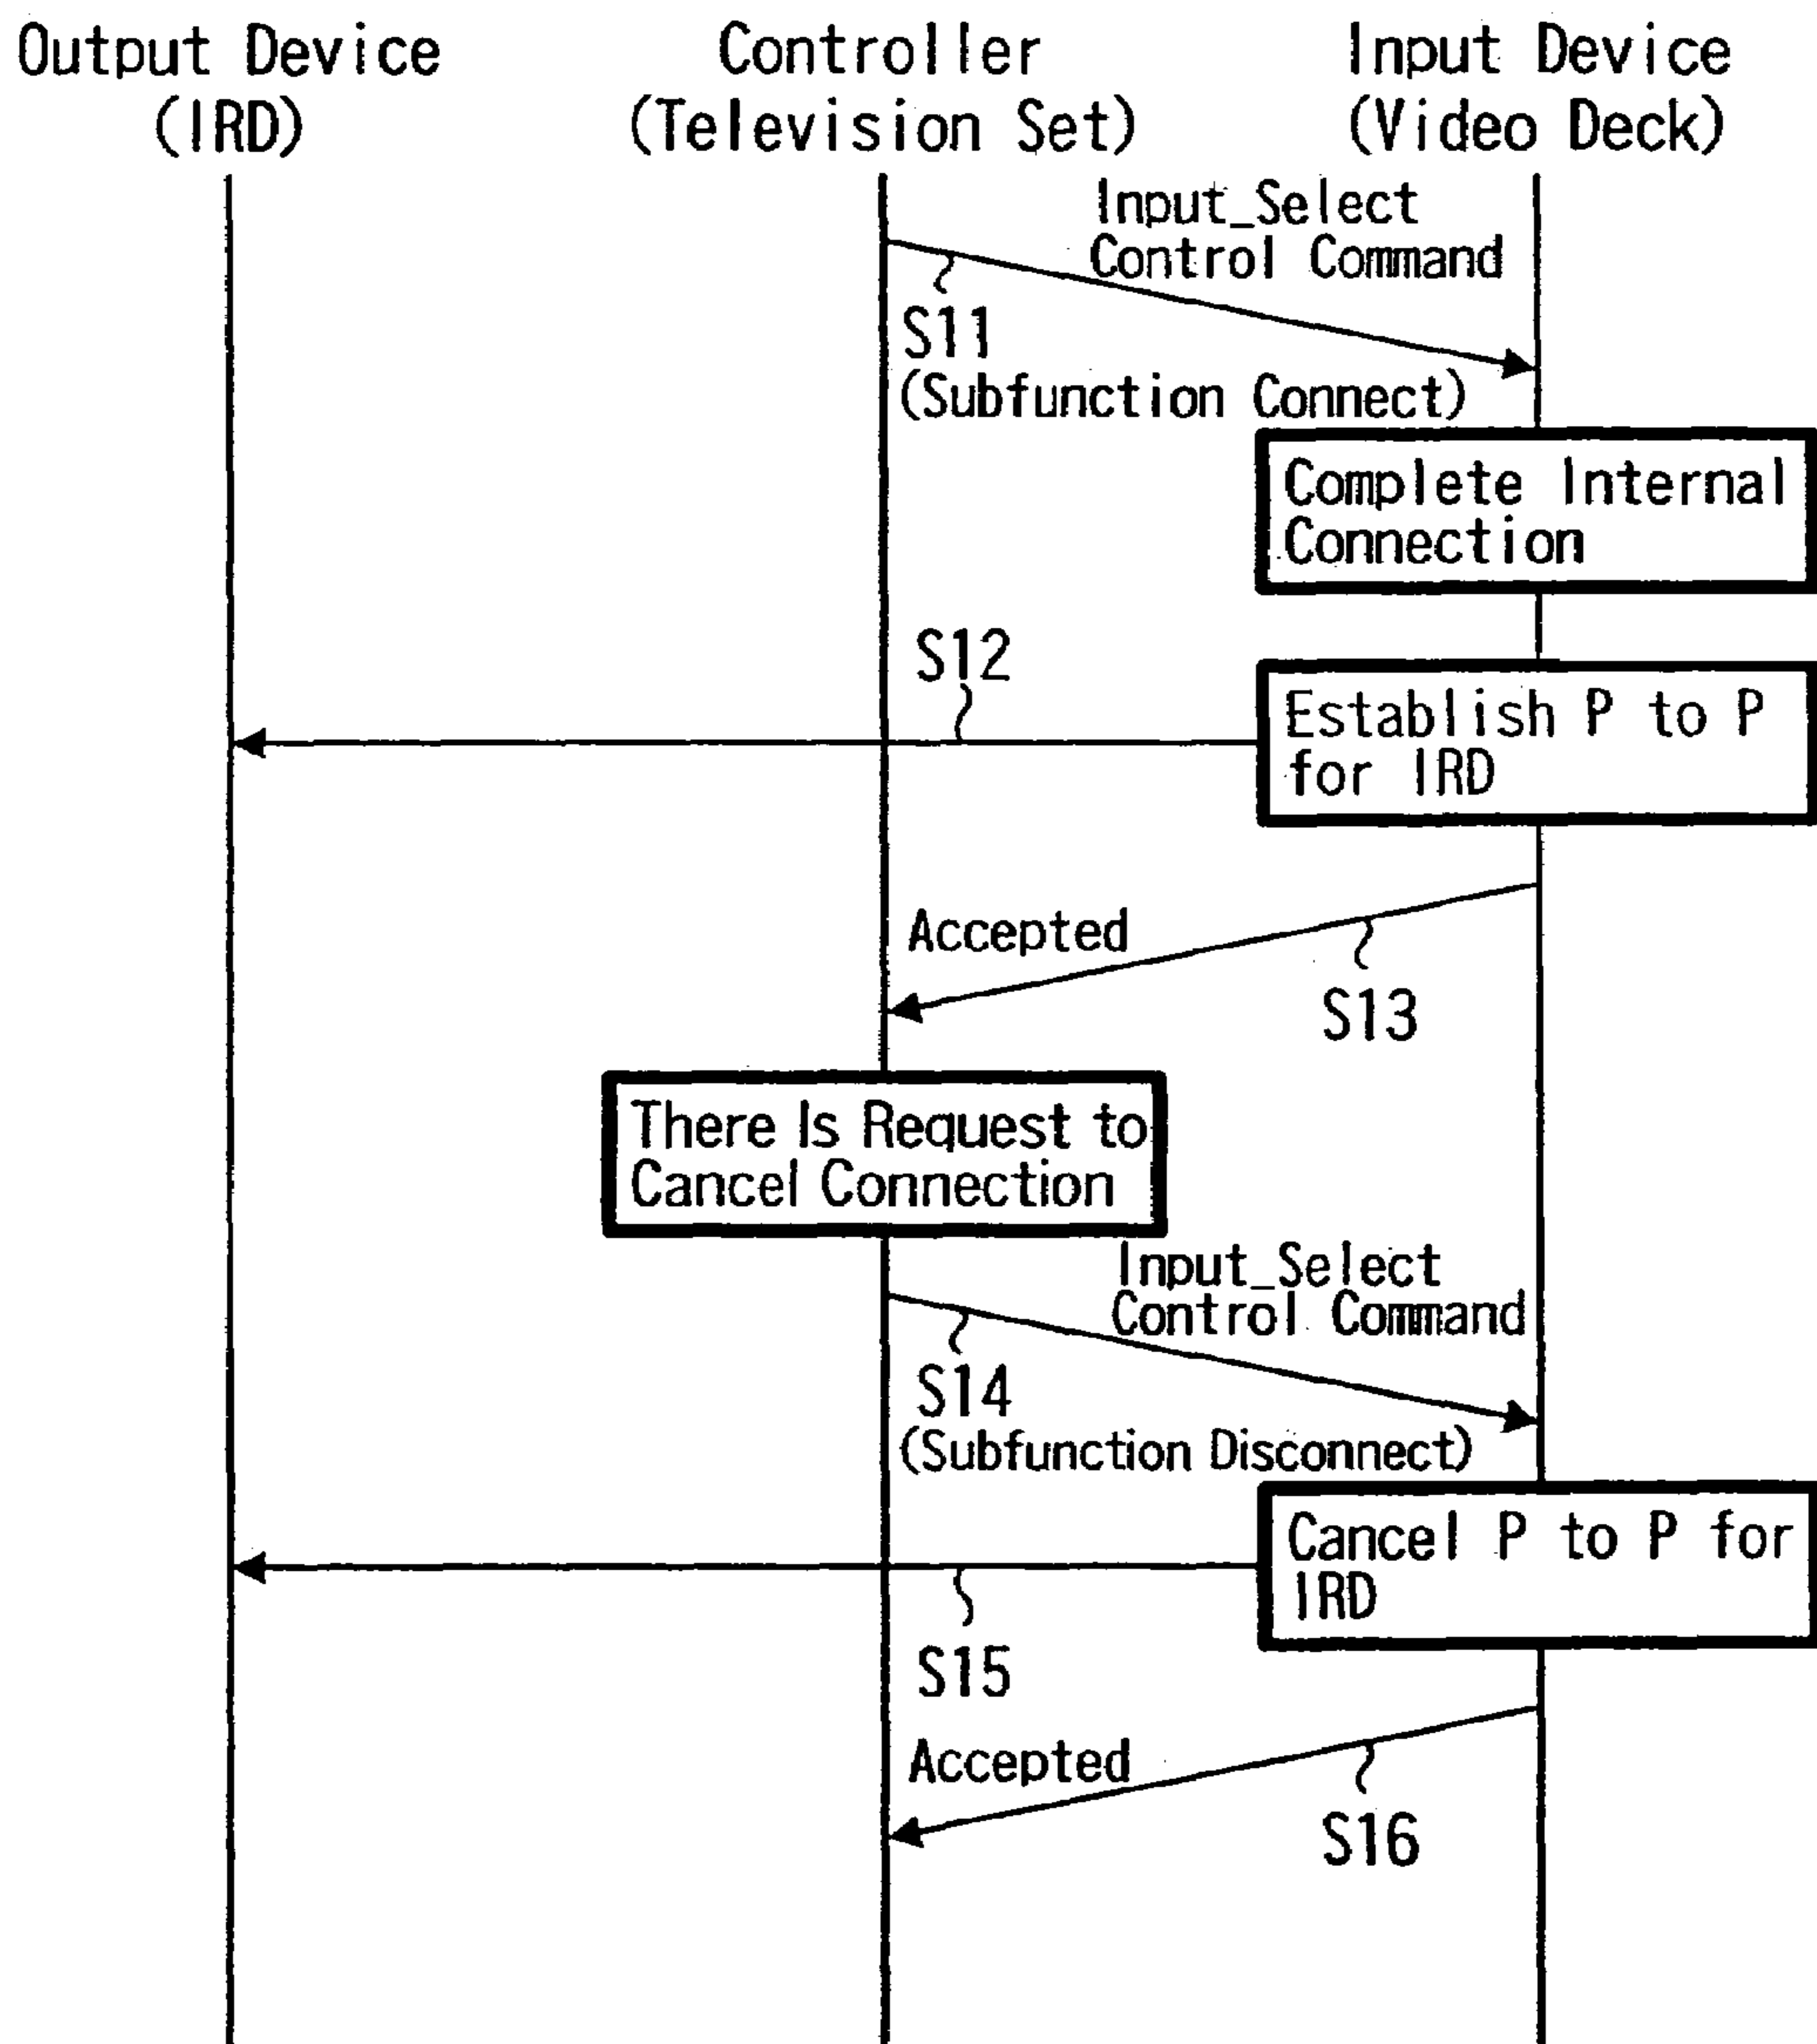 Output Device
(IRD)
Controller
(Television Set)
Input Device
(Video Deck)
Input_Select
Control Command
S11
(Subfunction Connect)
Complete Internal
Connection
S12
Establish P to P
for IRD
Accepted
S13
There Is Request to
Cancel Connection
Input_Select
Control Command
S14
(Subfunction Disconnect)
Cancel P to P for
IRD
S15
Accepted
S16